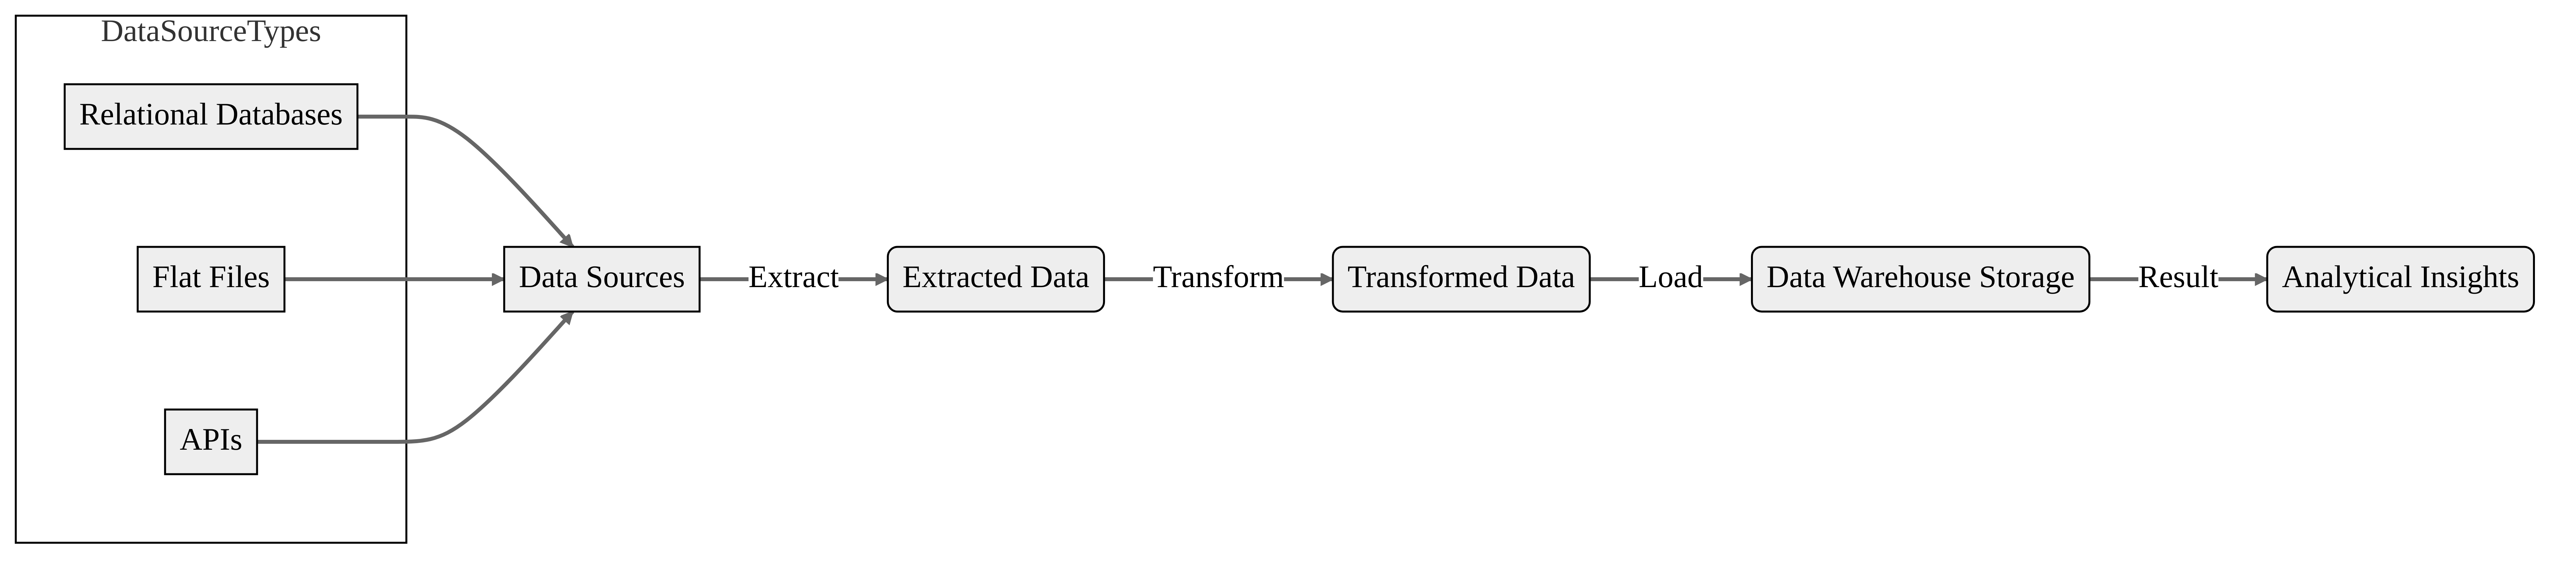 DataSourceTypes
Relational Databases
Flat Files
APIs
Data Sources
Extract
Extracted Data
Transform
Transformed Data
Load
Data Warehouse Storage
Result
Analytical Insights